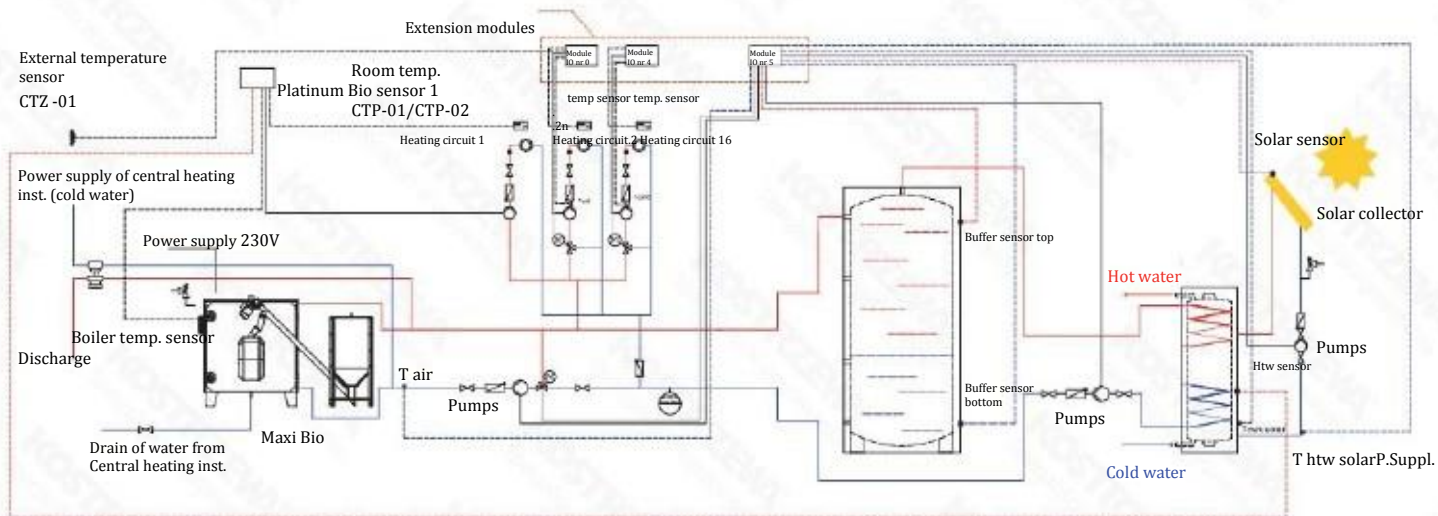 Extension modules
External temperature
sensor
CTZ -01
Room temp.
Platinum Bio sensor 1
CTP-01/CTP-02
Module
IO nr 0
Module
IO nr 4
Module
IO nr 5
temp sensor temp. sensor
2n
Heating circuit 1
Heating circuit.2 Heating circuit 16
Solar sensor
Solar collector
Power supply of central heating
inst. (cold water)
Power supply 230V
Buffer sensor top
Hot water
Boiler temp. sensor
Discharge
Pumps
Htw sensor
T air
Pumps
Buffer sensor
bottom
Pumps
Maxi Bio
Drain of water from
Central heating inst.
Cold water
T htw solarP.Suppl.